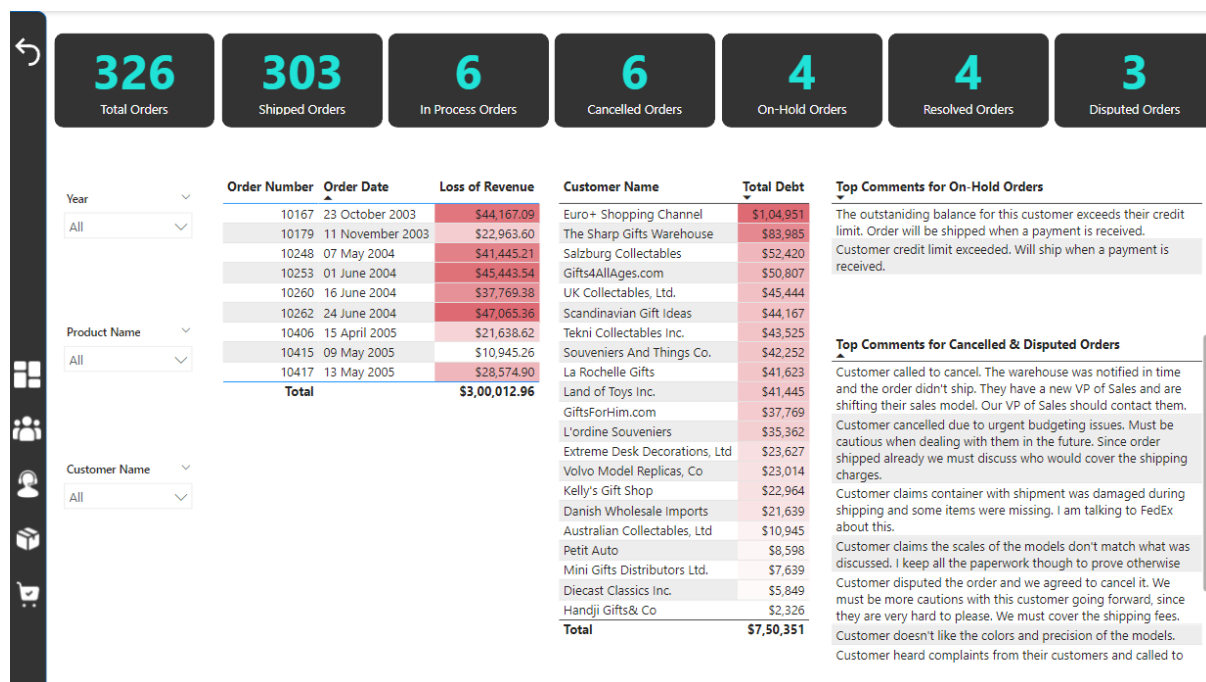 326
Total Orders
303
Shipped Orders
6
In Process Orders
6
Cancelled Orders
4
On-Hold Orders
4
Resolved Orders
3
Disputed Orders
Year
All
Product Name
All
Customer Name
All
Order Number Order Date Loss of Revenue
10167 23 October 2003 $44,167.09
10179 11 November 2003 $22,963.60
10248 07 May 2004 $41,445.21
10253 01 June 2004 $45,443.54
10260 16 June 2004 $37,769.38
10262 24 June 2004 $47,065.36
10406 15 April 2005 $21,638.62
10415 09 May 2005 $10,945.26
10417 13 May 2005 $28,574.90
Total $3,00,012.96
Customer Name Total Debt
Euro+ Shopping Channel $1,04,951
The Sharp Gifts Warehouse $83,985
Salzburg Collectables $52,420
Gifts4AllAges.com $50,807
UK Collectables, Ltd. $45,444
Scandinavian Gift Ideas $44,167
Tekni Collectables Inc. $43,525
Souveniers And Things Co. $42,252
La Rochelle Gifts $41,623
Land of Toys Inc. $41,445
GiftsForHim.com $37,769
L'ordine Souveniers $35,362
Extreme Desk Decorations, Ltd $23,627
Volvo Model Replicas, Co $23,014
Kelly's Gift Shop $22,964
Danish Wholesale Imports $21,639
Australian Collectables, Ltd $10,945
Petit Auto $8,598
Mini Gifts Distributors Ltd. $7,639
Diecast Classics Inc. $5,849
Handji Gifts& Co $2,326
Total $7,50,351
Top Comments for On-Hold Orders
The outstaniding balance for this customer exceeds their credit
limit. Order will be shipped when a payment is received.
Customer credit limit exceeded. Will ship when a payment is
received.
Top Comments for Cancelled & Disputed Orders
Customer called to cancel. The warehouse was notified in time
and the order didn't ship. They have a new VP of Sales and are
shifting their sales model. Our VP of Sales should contact them.
Customer cancelled due to urgent budgeting issues. Must be
cautious when dealing with them in the future. Since order
shipped already we must discuss who would cover the shipping
charges.
Customer claims container with shipment was damaged during
shipping and some items were missing. I am talking to FedEx
about this.
Customer claims the scales of the models don't match what was
discussed. I keep all the paperwork though to prove otherwise
Customer disputed the order and we agreed to cancel it. We
must be more cautions with this customer going forward, since
they are very hard to please. We must cover the shipping fees.
Customer doesn't like the colors and precision of the models.
Customer heard complaints from their customers and called to